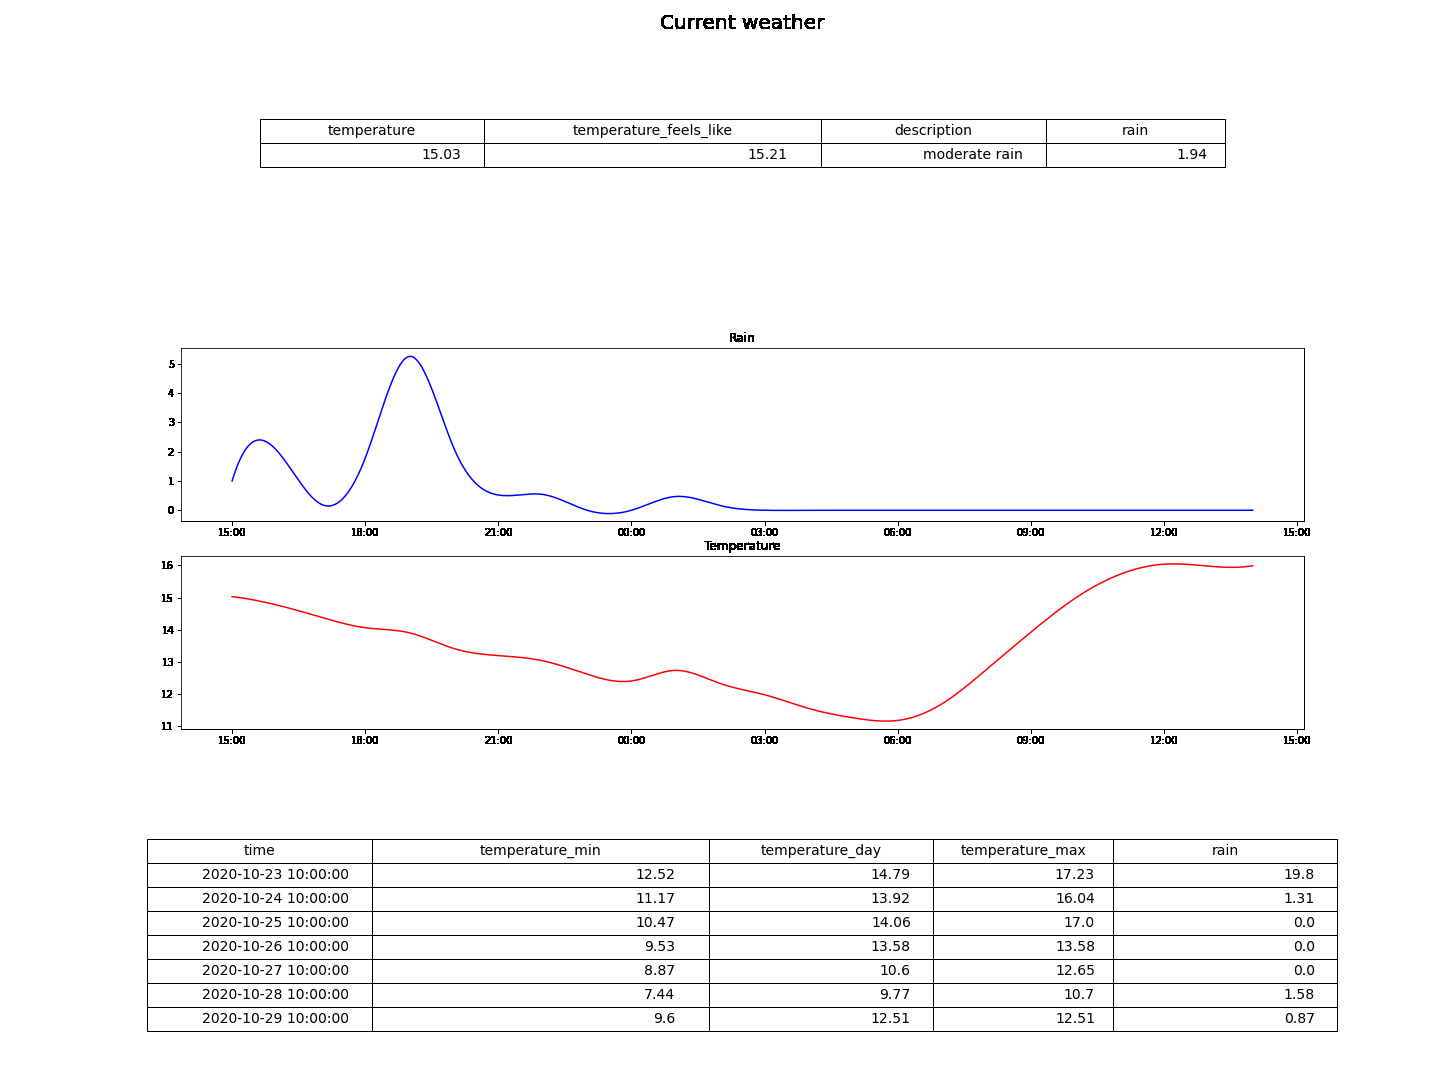 Current weather
temperature temperature_feels_like description rain
15.03 15.21 moderate rain 1.94
Rain
5
4
3
2
1
0
15:00 18:00 21:00 00:00 03:00 06:00 09:00 12:00 15:00
Temperature
16
15
14
13
12
11
15:00 18:00 21:00 00:00 03:00 06:00 09:00 12:00 15:00
time temperature_min temperature_day temperature_max rain
2020-10-23 10:00:00 12.52 14.79 17.23 19.8
2020-10-24 10:00:00 11.17 13.92 16.04 1.31
2020-10-25 10:00:00 10.47 14.06 17.0 0.0
2020-10-26 10:00:00 9.53 13.58 13.58 0.0
2020-10-27 10:00:00 8.87 10.6 12.65 0.0
2020-10-28 10:00:00 7.44 9.77 10.7 1.58
2020-10-29 10:00:00 9.6 12.51 12.51 0.87